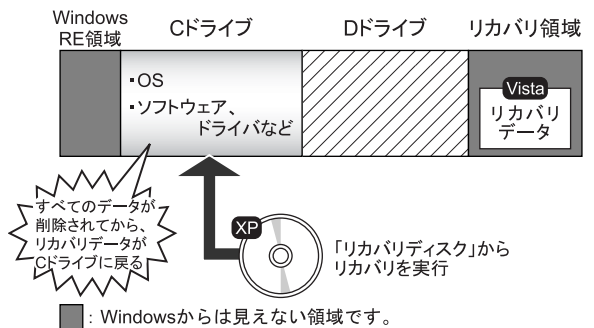 Windows
RE領域
Cドライブ
Dドライブ
リカバリ領域
・OS
・ソフトウェア、
ドライバなど
Vista
リカバリ
データ
すべてのデータが
削除されてから、
リカバリデータが
Cドライブに戻る
XP
「リカバリディスク」から
リカバリを実行
：Windowsからは見えない領域です。